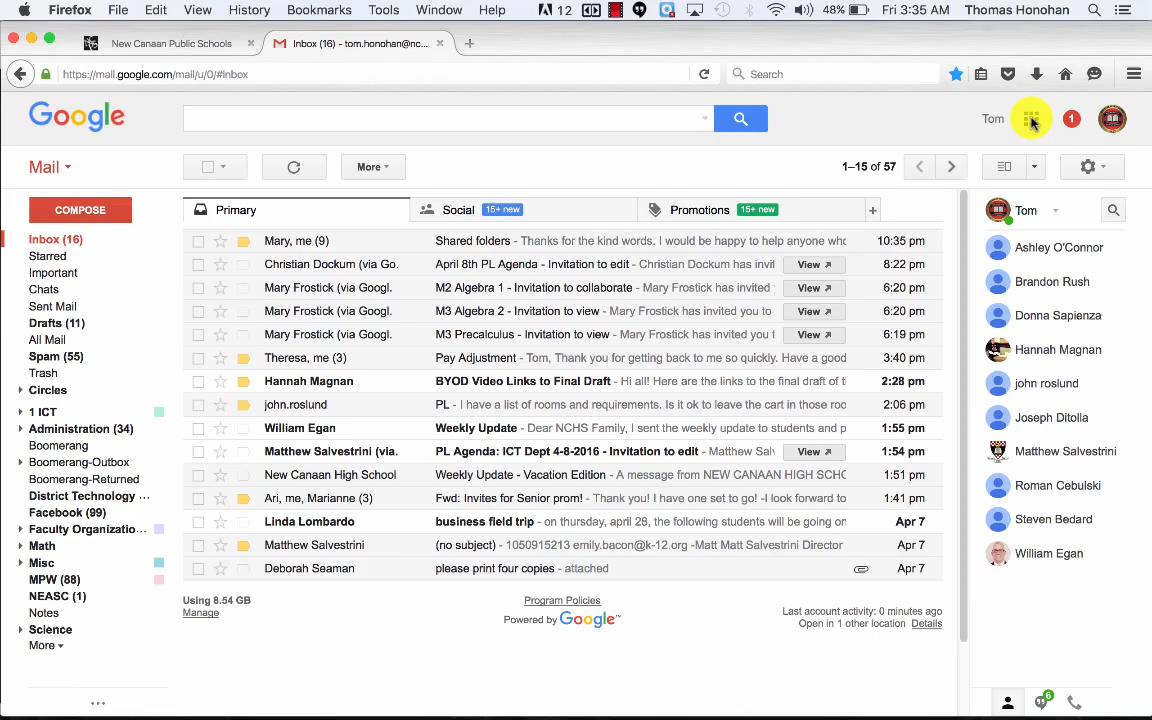 Firefox File Edit View History Bookmarks Tools Window Help 12 48% Fri 3:35 AM Thomas Honohan
New Canaan Public Schools Inbox (16) - tom.honohan@nc...
https://mail.google.com/mail/u/0/#inbox Search
Google Tom 1
Mail More 1–15 of 57
COMPOSE Primary Social 15+ new Promotions 15+ new + Tom
Inbox (16)
Starred
Important
Chats
Sent Mail
Drafts (11)
All Mail
Spam (55)
Trash
Circles
1 ICT
Administration (34)
Boomerang
Boomerang-Outbox
Boomerang-Returned
District Technology ...
Facebook (99)
Faculty Organizatio...
Math
Misc
MPW (88)
NEASC (1)
Notes
Science
More
Mary, me (9) Shared folders - Thanks for the kind words. I would be happy to help anyone who 10:35 pm
Christian Dockum (via Go. April 8th PL Agenda - Invitation to edit - Christian Dockum has invit View 8:22 pm
Mary Frostick (via Googl. M2 Algebra 1 - Invitation to collaborate - Mary Frostick has invited View 6:20 pm
Mary Frostick (via Googl. M3 Algebra 2 - Invitation to view - Mary Frostick has invited you to View 6:20 pm
Mary Frostick (via Googl. M3 Precalculus - Invitation to view - Mary Frostick has invited you t View 6:19 pm
Theresa, me (3) Pay Adjustment - Tom, Thank you for getting back to me so quickly. Have a good 3:40 pm
Hannah Magnan BYOD Video Links to Final Draft - Hi all! Here are the links to the final draft of t 2:28 pm
john.roslund PL - I have a list of rooms and requirements. Is it ok to leave the cart in those roo 2:06 pm
William Egan Weekly Update - Dear NCHS Family, I sent the weekly update to students and p 1:55 pm
Matthew Salvestrini (via. PL Agenda: ICT Dept 4-8-2016 - Invitation to edit - Matthew Salv View 1:54 pm
New Canaan High School Weekly Update - Vacation Edition - A message from NEW CANAAN HIGH SCHC 1:51 pm
Ari, me, Marianne (3) Fwd: Invites for Senior prom! - Thank you! I have one set to go! -I look forward to 1:41 pm
Linda Lombardo business field trip - on thursday, april 28, the following students will be going on Apr 7
Matthew Salvestrini (no subject) - 1050915213 emily.bacon@k-12.org -Matt Matt Salvestrini Director Apr 7
Deborah Seaman please print four copies - attached Apr 7
Using 8.54 GB
Manage
Program Policies
Powered by Google™
Last account activity: 0 minutes ago
Open in 1 other location Details
Ashley O'Connor
Brandon Rush
Donna Sapienza
Hannah Magnan
john roslund
Joseph Ditolla
Matthew Salvestrini
Roman Cebulski
Steven Bedard
William Egan
6